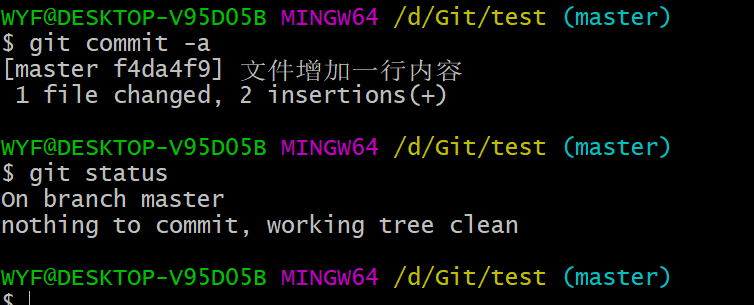 WYF@DESKTOP-V95D05B MINGW64 /d/Git/test (master)
$ git commit -a
[master f4da4f9] 文件增加一行内容
1 file changed, 2 insertions(+)
WYF@DESKTOP-V95D05B MINGW64 /d/Git/test (master)
$ git status
On branch master
nothing to commit, working tree clean
WYF@DESKTOP-V95D05B MINGW64 /d/Git/test (master)
$